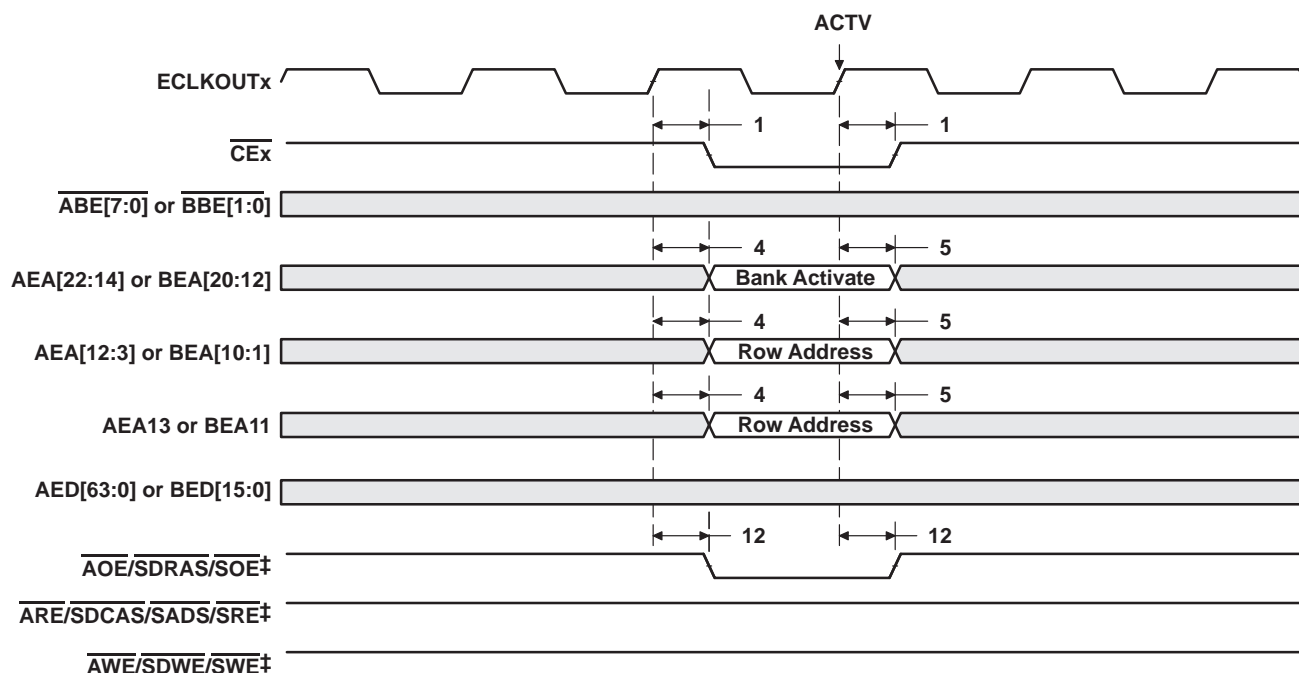 ACTV
ECLKOUTx
1 1
CEx
ABE[7:0] or BBE[1:0]
4 5
AEA[22:14] or BEA[20:12] Bank Activate
4 5
AEA[12:3] or BEA[10:1] Row Address
4 5
AEA13 or BEA11 Row Address
AED[63:0] or BED[15:0]
12 12
AOE/SDRAS/SOE‡
ARE/SDCAS/SADS/SRE‡
AWE/SDWE/SWE‡